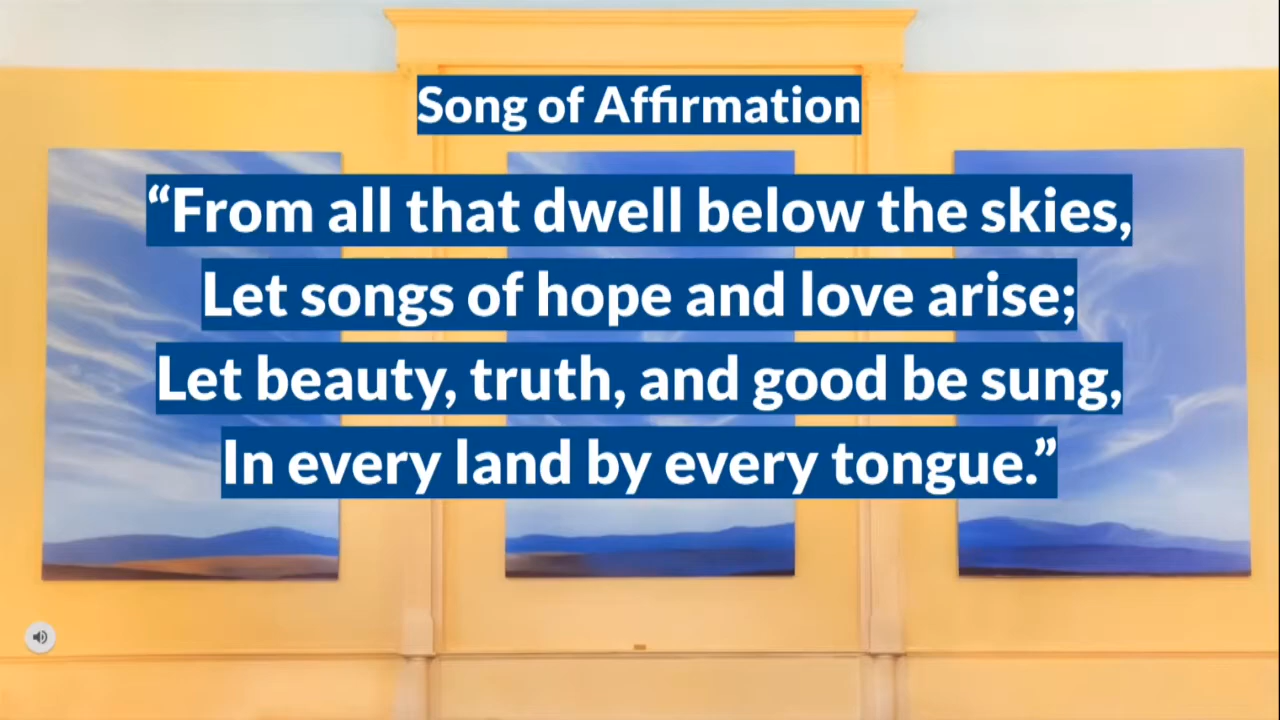 Song of Affirmation
“From all that dwell below the skies,
Let songs of hope and love arise;
Let beauty, truth, and good be sung,
In every land by every tongue.”